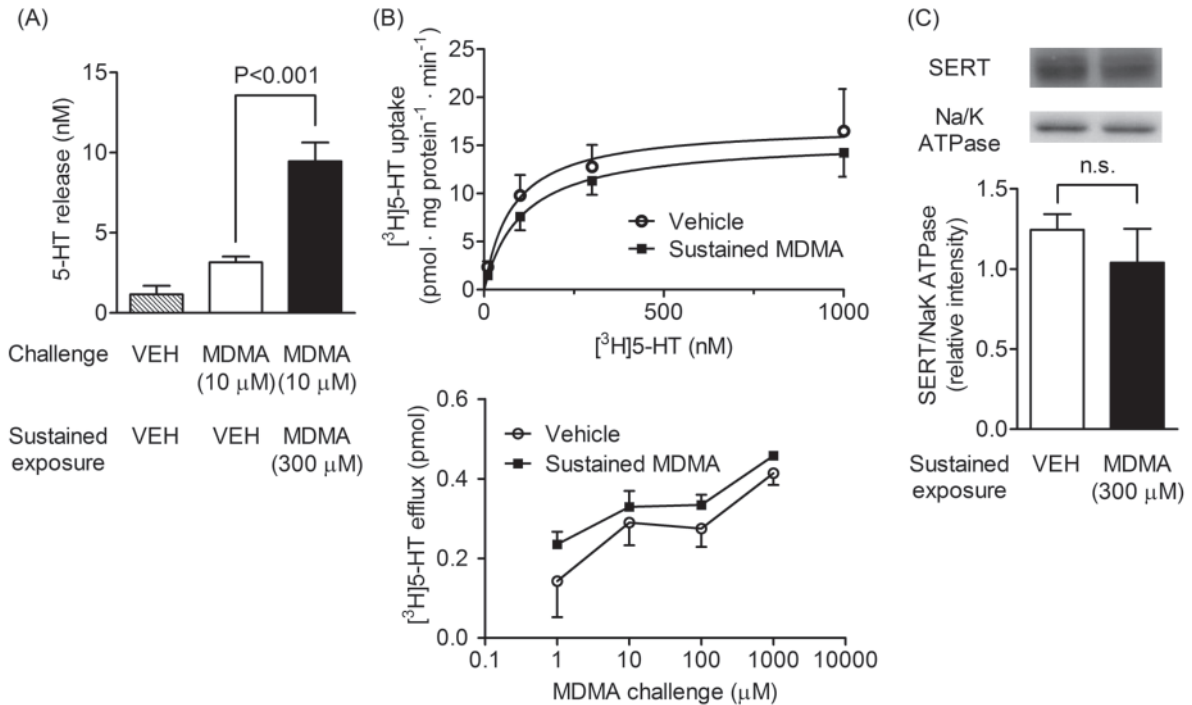 (A)
P<0.001
15
10
5
0
5-HT release (nM)
Challenge VEH MDMA MDMA
(10 μM) (10 μM)
Sustained VEH VEH MDMA
exposure (300 μM)
(B)
25
20
15
10
5
0
[³H]5-HT uptake
(pmol · mg protein⁻¹ · min⁻¹)
Vehicle
Sustained MDMA
0 500 1000
[³H]5-HT (nM)
0.6
0.4
0.2
0.0
[³H]5-HT efflux (pmol)
Vehicle
Sustained MDMA
0.1 1 10 100 1000 10000
MDMA challenge (μM)
(C)
SERT
Na/K
ATPase
n.s.
1.5
1.0
0.5
0.0
SERT/NaK ATPase
(relative intensity)
Sustained VEH MDMA
exposure (300 μM)